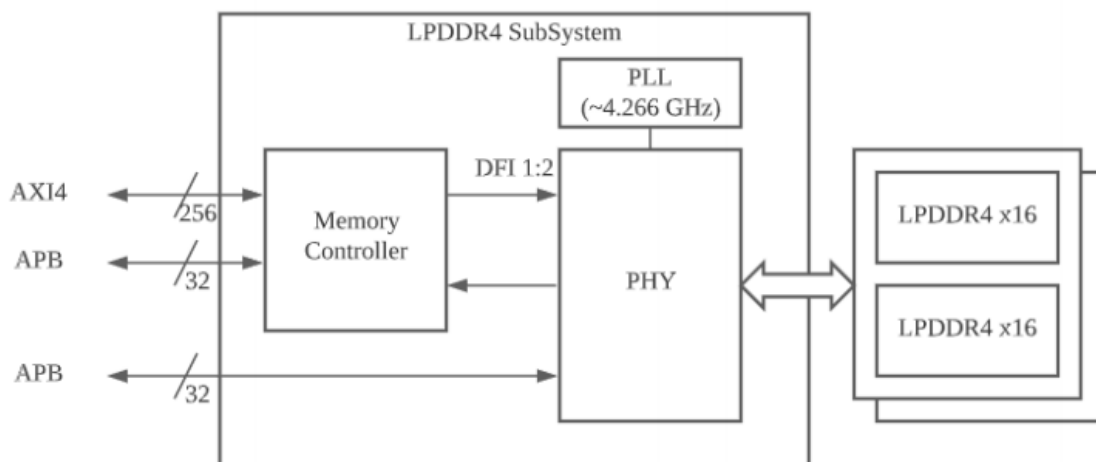 LPDDR4 SubSystem
PLL
(~4.266 GHz)
DFI 1:2
AXI4
256
Memory
Controller
LPDDR4 x16
APB
32
PHY
LPDDR4 x16
APB
32